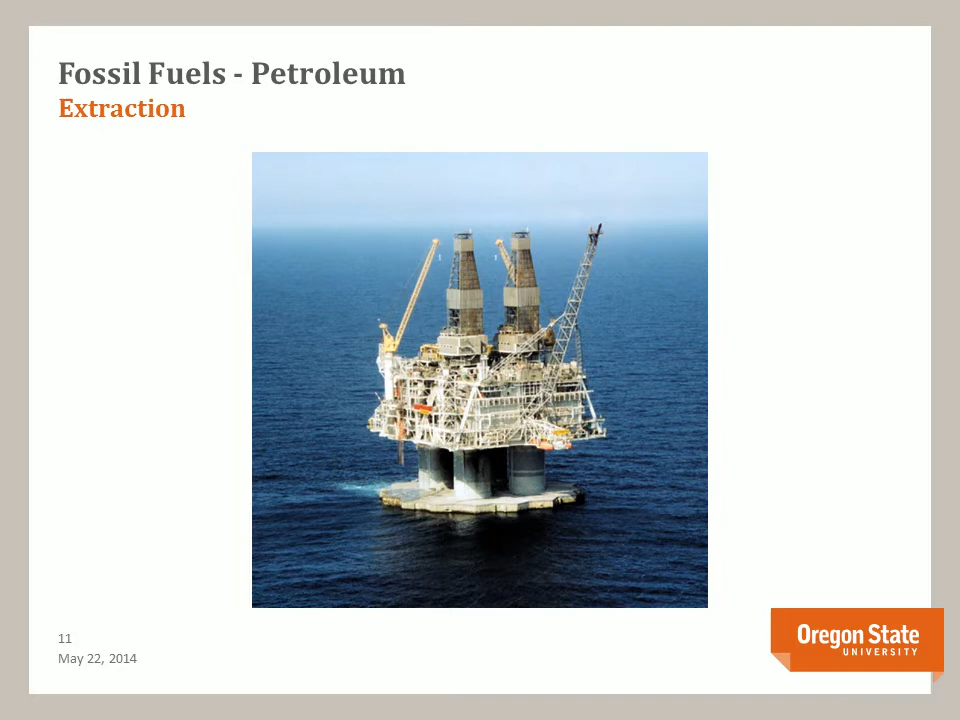 Fossil Fuels - Petroleum
Extraction
11
May 22, 2014
Oregon State
UNIVERSITY